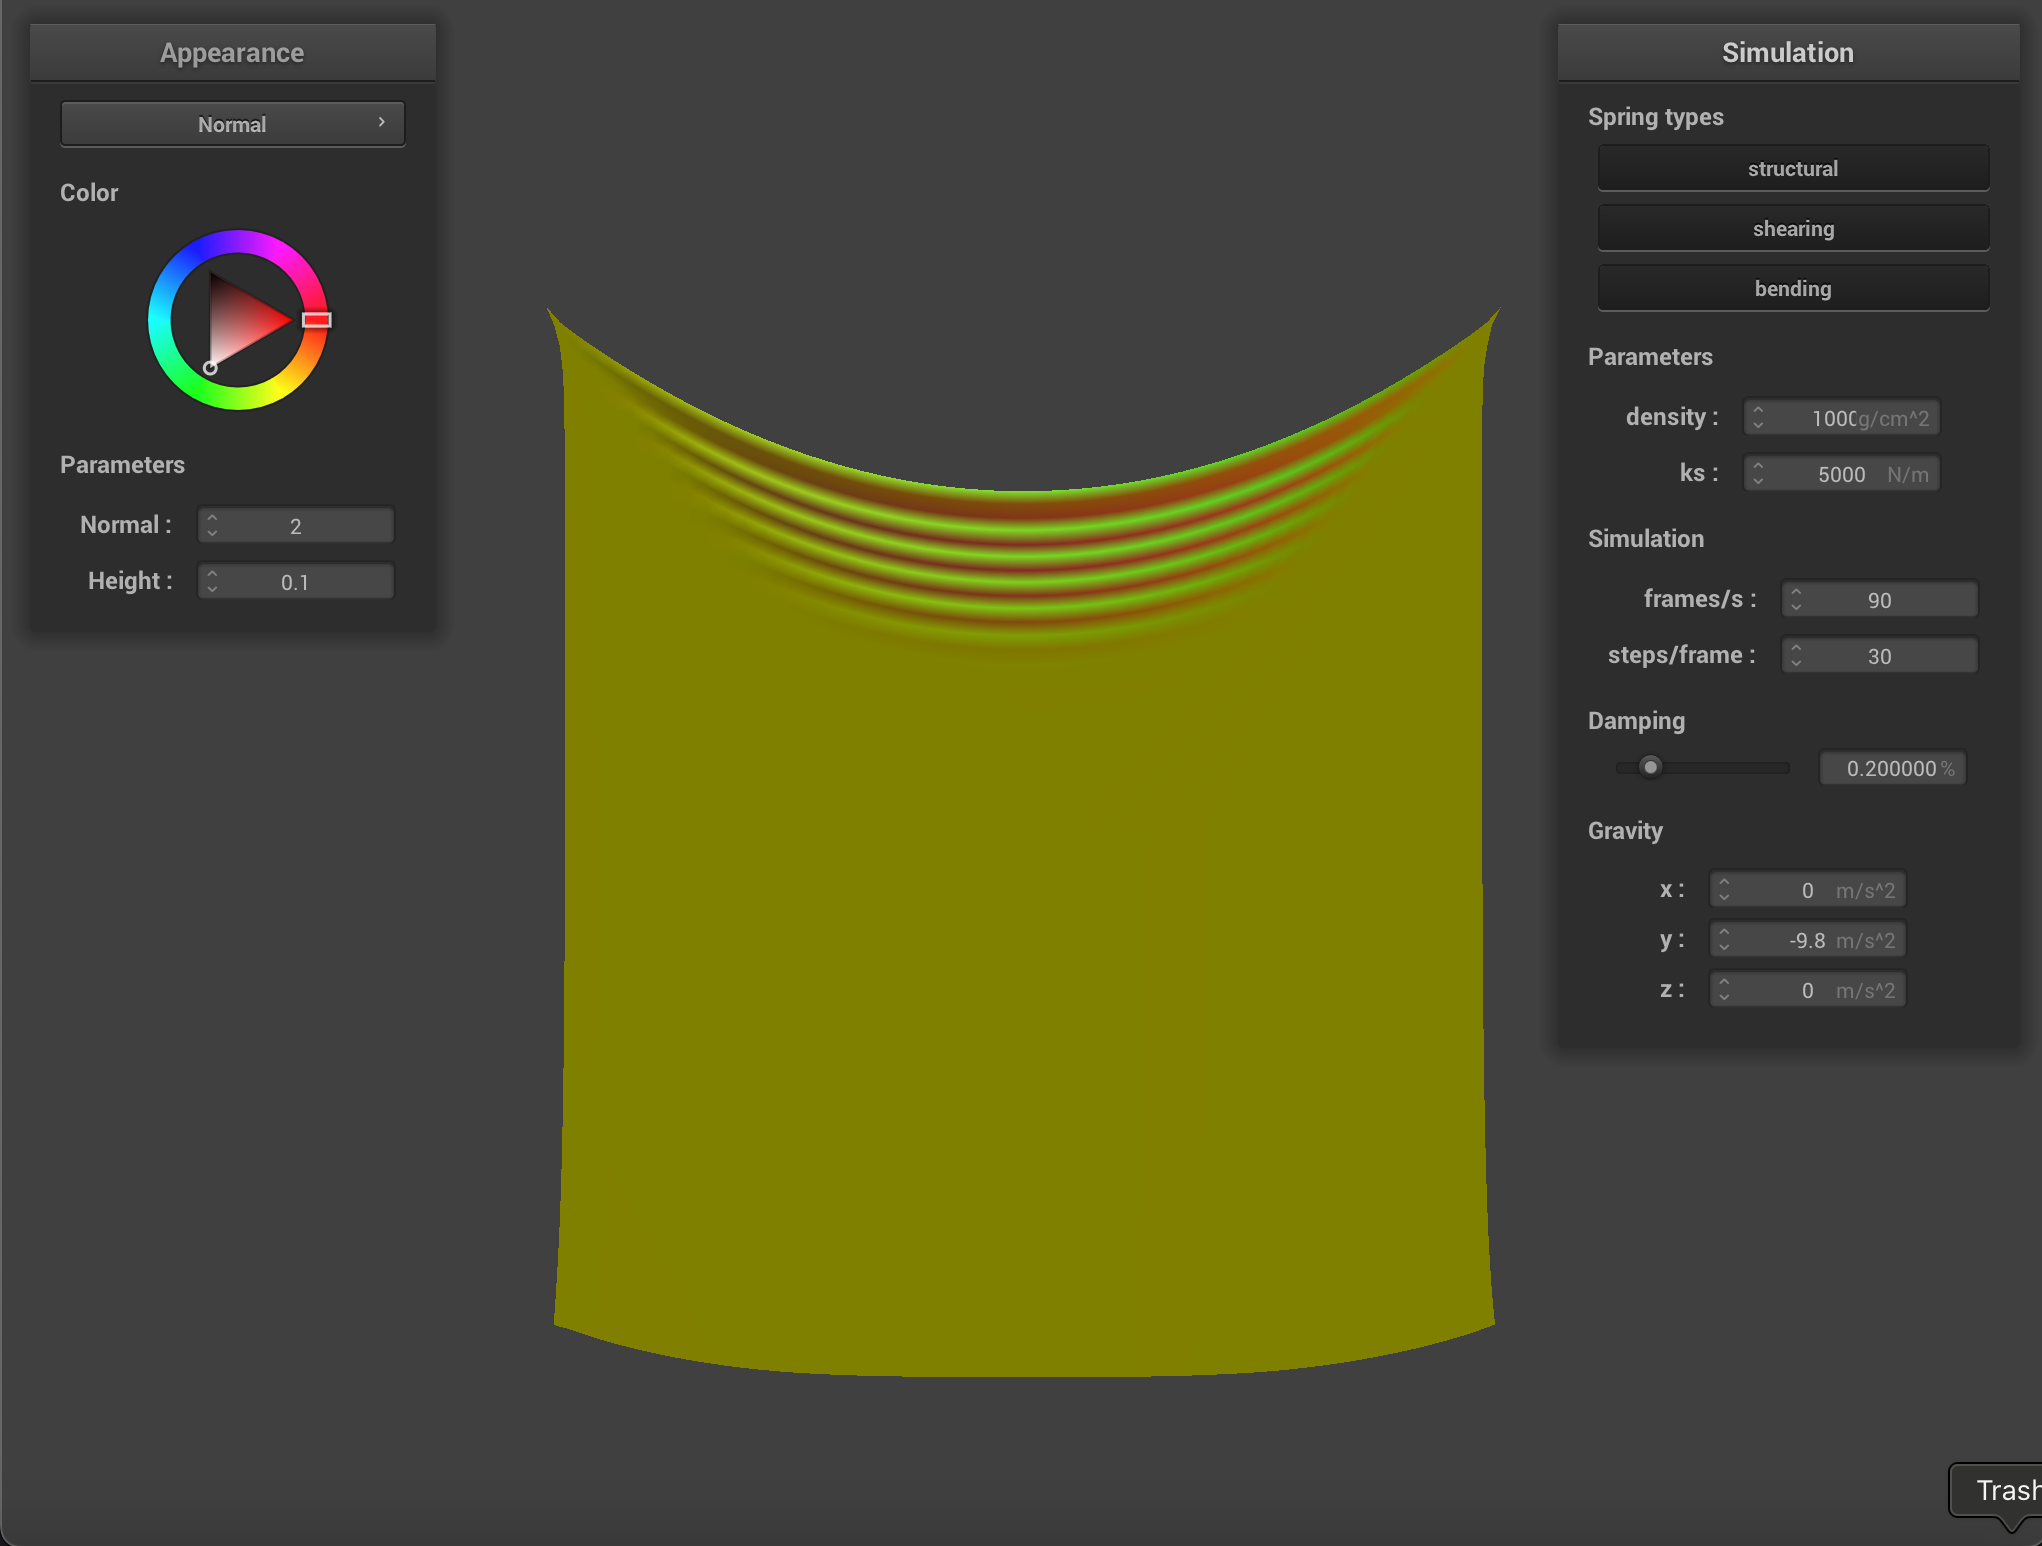 Appearance
Normal
Color
Parameters
Normal : 2
Height : 0.1
Simulation
Spring types
structural
shearing
bending
Parameters
density : 1000 g/cm^2
ks : 5000 N/m
Simulation
frames/s : 90
steps/frame : 30
Damping
0.200000 %
Gravity
x : 0 m/s^2
y : -9.8 m/s^2
z : 0 m/s^2
Trash